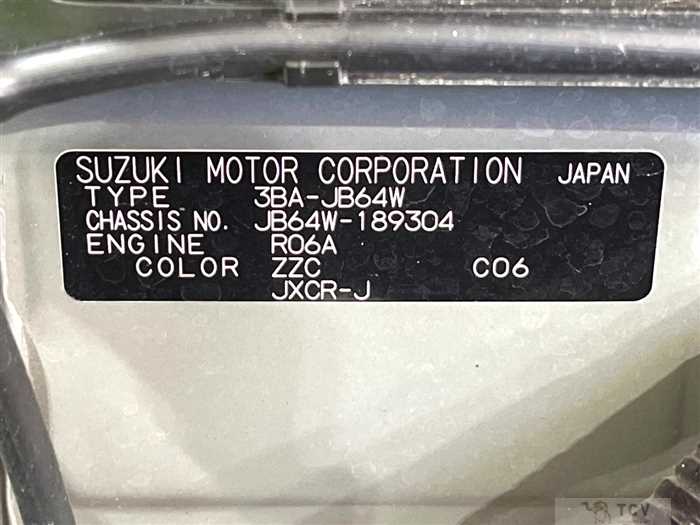 SUZUKI MOTOR CORPORATION JAPAN
TYPE 3BA-JB64W
CHASSIS NO. JB64W-189304
ENGINE R06A
COLOR ZZC C06
JXCR-J
TCV